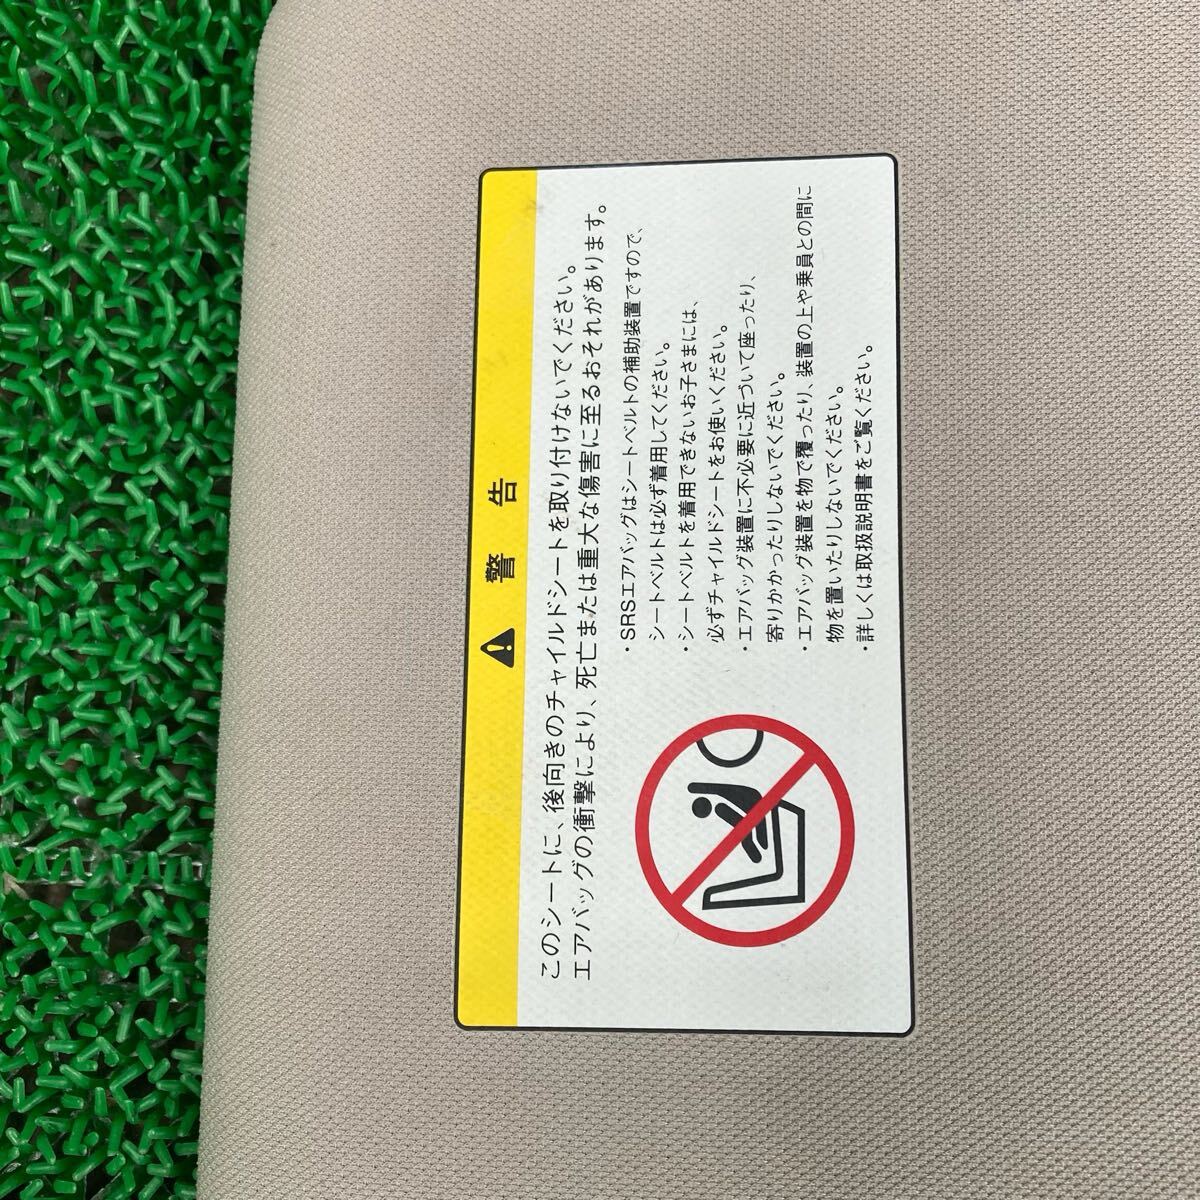 警告
このシートに、後向きのチャイルドシートを取り付けないでください。
エアバッグの衝撃により、死亡または重大な傷害に至るおそれがあります。
・SRSエアバッグはシートベルトの補助装置ですので、
シートベルトは必ず着用してください。
・シートベルトを着用できないお子さまには、
必ずチャイルドシートをお使いください。
・エアバッグ装置に不必要に近づいて座ったり、
寄りかかったりしないでください。
・エアバッグ装置を物で覆ったり、装置の上や乗員との間に
物を置いたりしないでください。
・詳しくは取扱説明書をご覧ください。